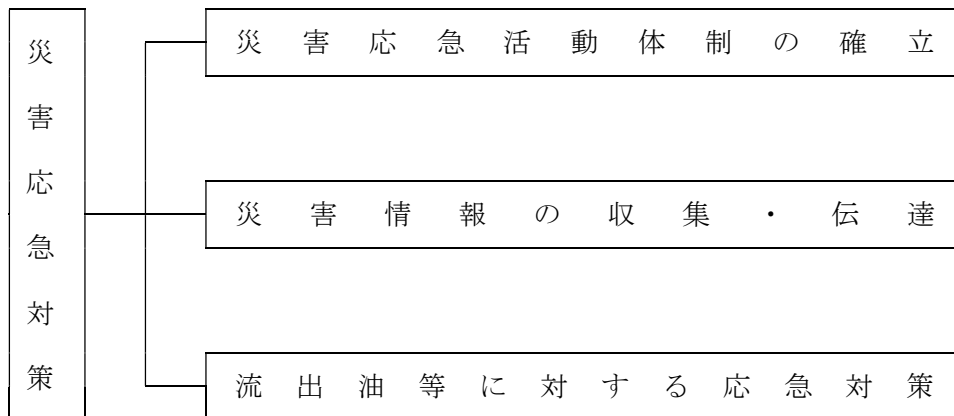 災害応急対策
災害応急活動体制の確立
災害情報の収集・伝達
流出油等に対する応急対策